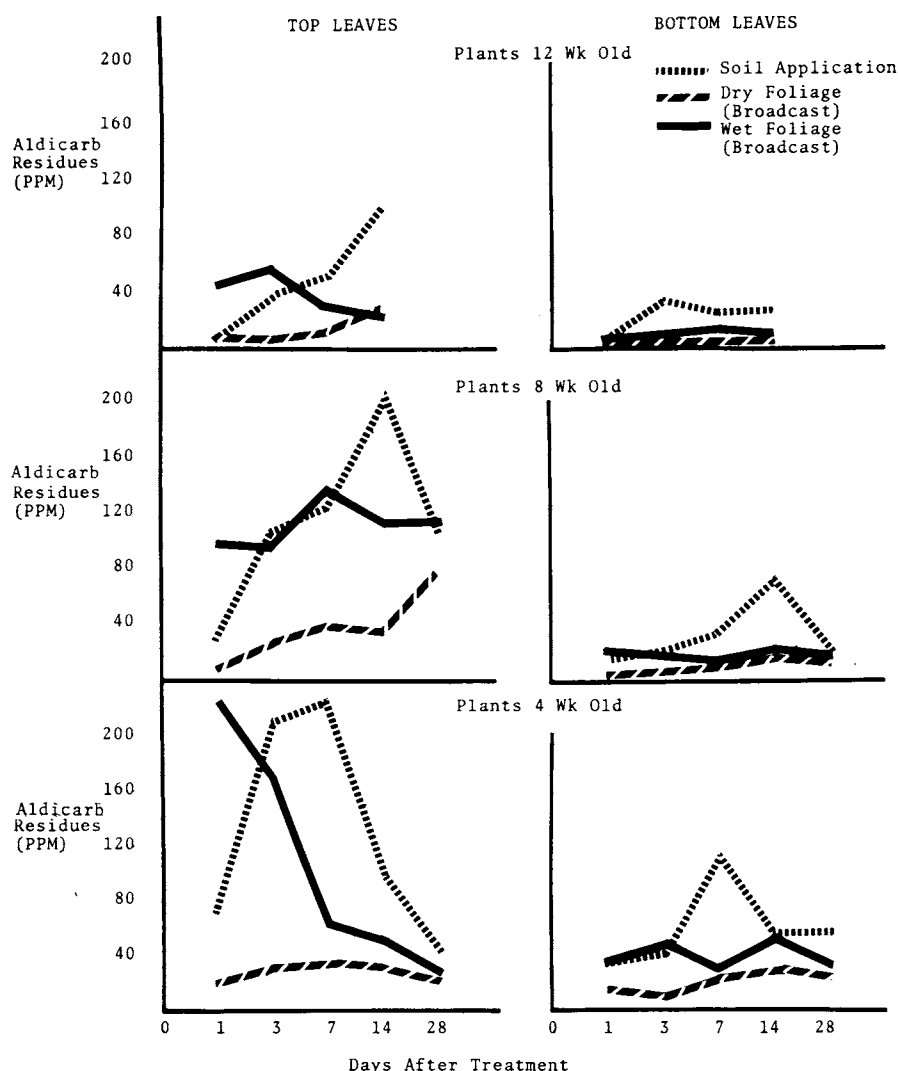 TOP LEAVES
BOTTOM LEAVES
Plants 12 Wk Old
Soil Application
Dry Foliage
(Broadcast)
Wet Foliage
(Broadcast)
Aldicarb
Residues
(PPM)
200
160
120
80
40
Plants 8 Wk Old
Aldicarb
Residues
(PPM)
200
160
120
80
40
Plants 4 Wk Old
Aldicarb
Residues
(PPM)
200
160
120
80
40
0 1 3 7 14 28
0 1 3 7 14 28
Days After Treatment